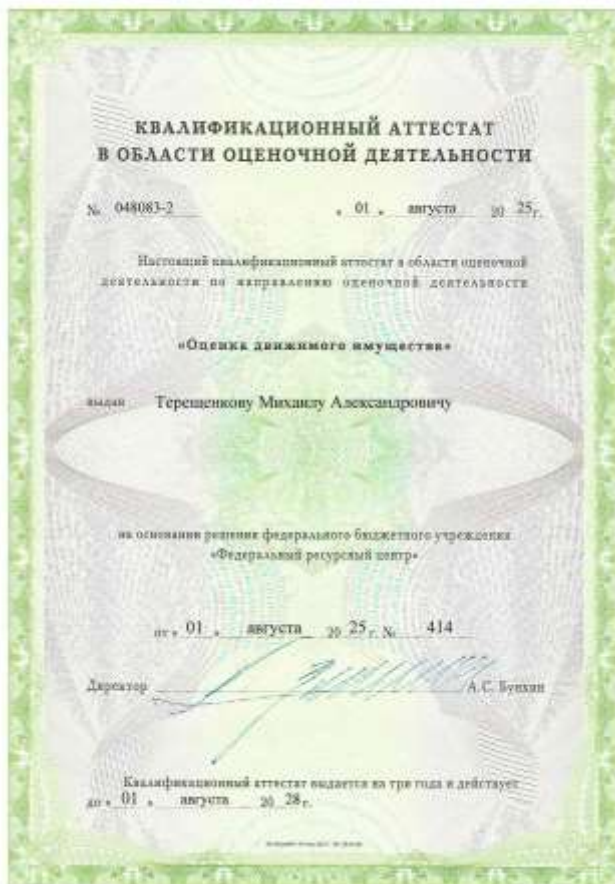 КВАЛИФИКАЦИОННЫЙ АТТЕСТАТ
В ОБЛАСТИ ОЦЕНОЧНОЙ ДЕЯТЕЛЬНОСТИ
№ 048083-2 « 01 » августа 20 25 г.
Настоящий квалификационный аттестат в области оценочной
деятельности по направлению оценочной деятельности
«Оценка движимого имущества»
выдан Терещенкову Михаилу Александровичу
на основании решения федерального бюджетного учреждения
«Федеральный ресурсный центр»
от « 01 » августа 20 25 г. № 414
Директор А.С. Бункин
Квалификационный аттестат выдается на три года и действует
до « 01 » августа 20 28 г.